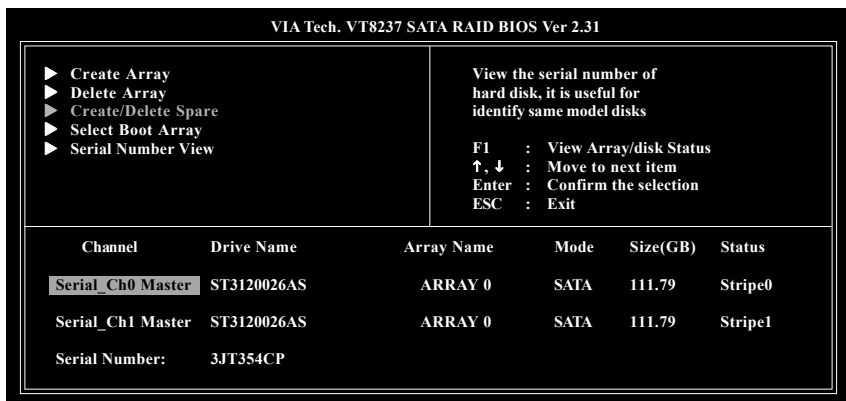 VIA Tech. VT8237 SATA RAID BIOS Ver 2.31
Create Array
Delete Array
Create/Delete Spare
Select Boot Array
Serial Number View
View the serial number of
hard disk, it is useful for
identify same model disks
F1 : View Array/disk Status
↑, ↓ : Move to next item
Enter : Confirm the selection
ESC : Exit
Channel Drive Name Array Name Mode Size(GB) Status
Serial_Ch0 Master ST3120026AS ARRAY 0 SATA 111.79 Stripe0
Serial_Ch1 Master ST3120026AS ARRAY 0 SATA 111.79 Stripe1
Serial Number: 3JT354CP